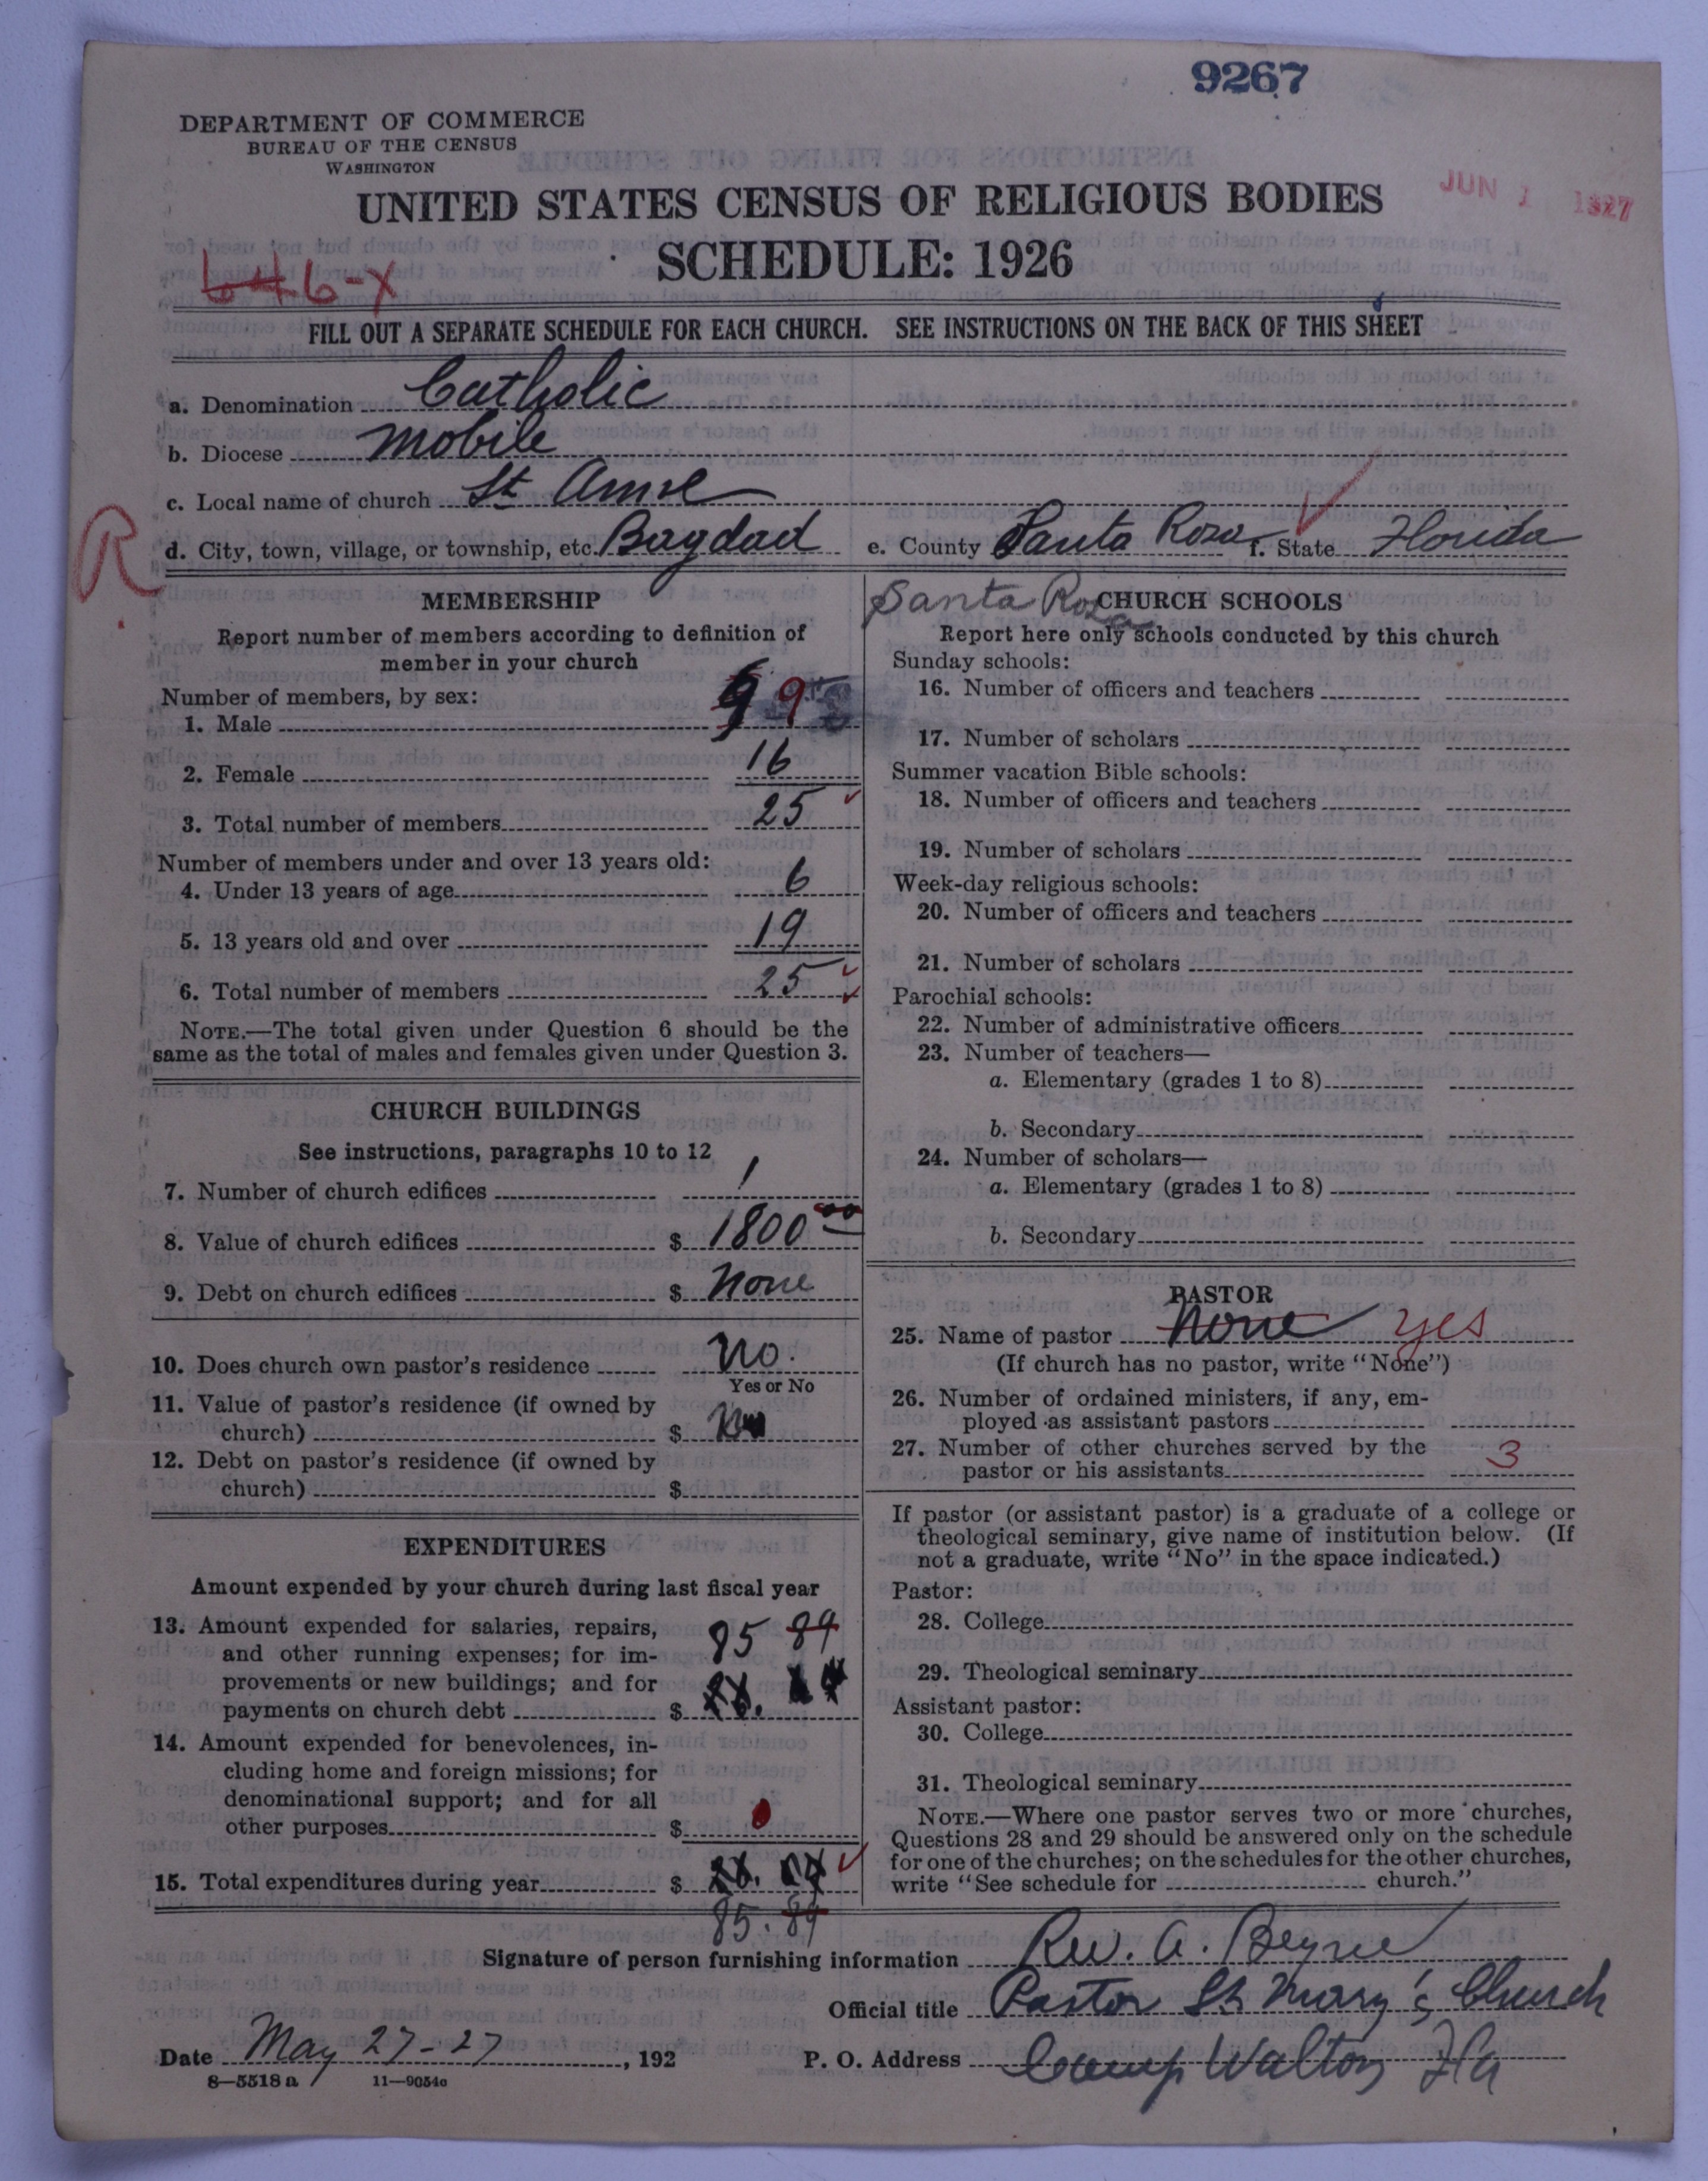 9267
DEPARTMENT OF COMMERCE
BUREAU OF THE CENSUS
WASHINGTON
JUN 1 1927
UNITED STATES CENSUS OF RELIGIOUS BODIES
SCHEDULE: 1926
646-X
FILL OUT A SEPARATE SCHEDULE FOR EACH CHURCH. SEE INSTRUCTIONS ON THE BACK OF THIS SHEET
a. Denomination Catholic
b. Diocese Mobile
c. Local name of church St Anne
R
d. City, town, village, or township, etc. Bagdad e. County Santa Rosa f. State Florida
MEMBERSHIP
Report number of members according to definition of
member in your church
Number of members, by sex:
1. Male 9 9
2. Female 16
3. Total number of members 25
Number of members under and over 13 years old:
4. Under 13 years of age 6
5. 13 years old and over 19
6. Total number of members 25
NOTE.—The total given under Question 6 should be the
same as the total of males and females given under Question 3.
CHURCH BUILDINGS
See instructions, paragraphs 10 to 12
7. Number of church edifices 1
8. Value of church edifices $ 1800 00
9. Debt on church edifices $ None
10. Does church own pastor's residence No.
Yes or No
11. Value of pastor's residence (if owned by
church) $
12. Debt on pastor's residence (if owned by
church) $
EXPENDITURES
Amount expended by your church during last fiscal year
13. Amount expended for salaries, repairs, 85 89
and other running expenses; for im-
provements or new buildings; and for
payments on church debt $
14. Amount expended for benevolences, in-
cluding home and foreign missions; for
denominational support; and for all
other purposes $
15. Total expenditures during year $
85. 89
Santa Rosa
CHURCH SCHOOLS
Report here only schools conducted by this church
Sunday schools:
16. Number of officers and teachers
17. Number of scholars
Summer vacation Bible schools:
18. Number of officers and teachers
19. Number of scholars
Week-day religious schools:
20. Number of officers and teachers
21. Number of scholars
Parochial schools:
22. Number of administrative officers
23. Number of teachers—
a. Elementary (grades 1 to 8)
b. Secondary
24. Number of scholars—
a. Elementary (grades 1 to 8)
b. Secondary
PASTOR
25. Name of pastor None yes
(If church has no pastor, write "None")
26. Number of ordained ministers, if any, em-
ployed as assistant pastors
27. Number of other churches served by the
pastor or his assistants 3
If pastor (or assistant pastor) is a graduate of a college or
theological seminary, give name of institution below. (If
not a graduate, write "No" in the space indicated.)
Pastor:
28. College
29. Theological seminary
Assistant pastor:
30. College
31. Theological seminary
NOTE.—Where one pastor serves two or more churches,
Questions 28 and 29 should be answered only on the schedule
for one of the churches; on the schedules for the other churches,
write "See schedule for church."
Signature of person furnishing information Rev. A. Beyne
Official title Pastor St Mary's Church
Date May 27-27, 192 P. O. Address Camp Walton Fla
8—5518 a 11—9054a